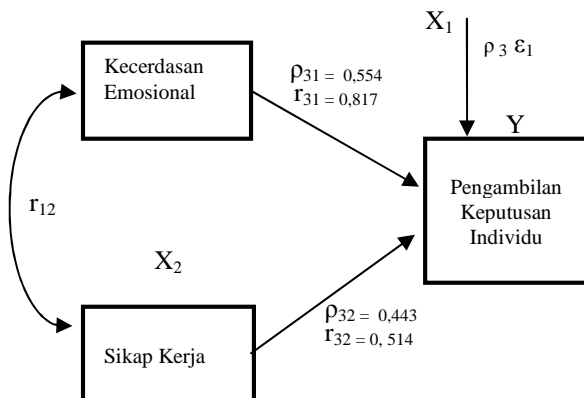 X₁
ρ ₃ ε₁
Kecerdasan
Emosional
ρ₃₁ = 0,554
r₃₁ = 0,817
Y
Pengambilan
Keputusan
Individu
r₁₂
X₂
ρ₃₂ = 0,443
r₃₂ = 0, 514
Sikap Kerja